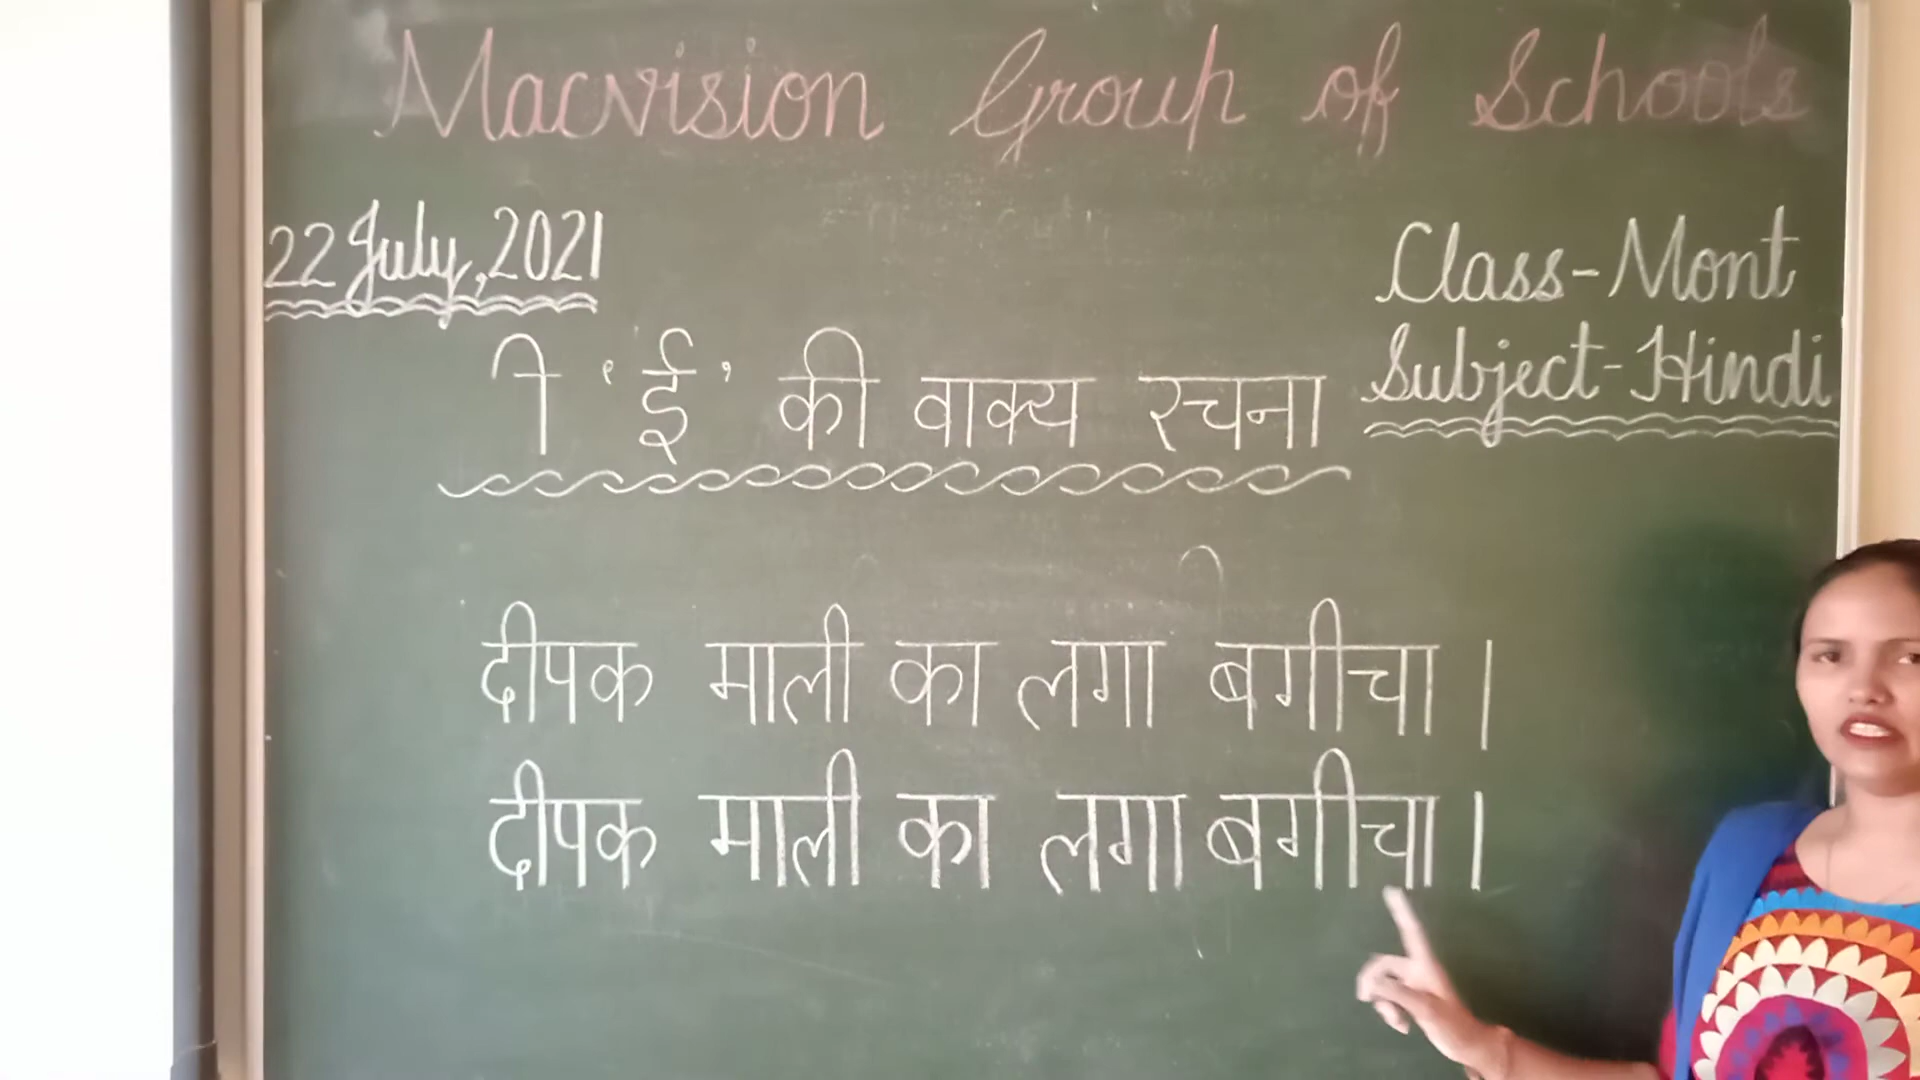 Macvision Group of Schools
22 July, 2021
Class-Mont
Subject-Hindi
ी 'ई' की वाक्य रचना
दीपक माली का लगा बगीचा।
दीपक माली का लगा बगीचा।